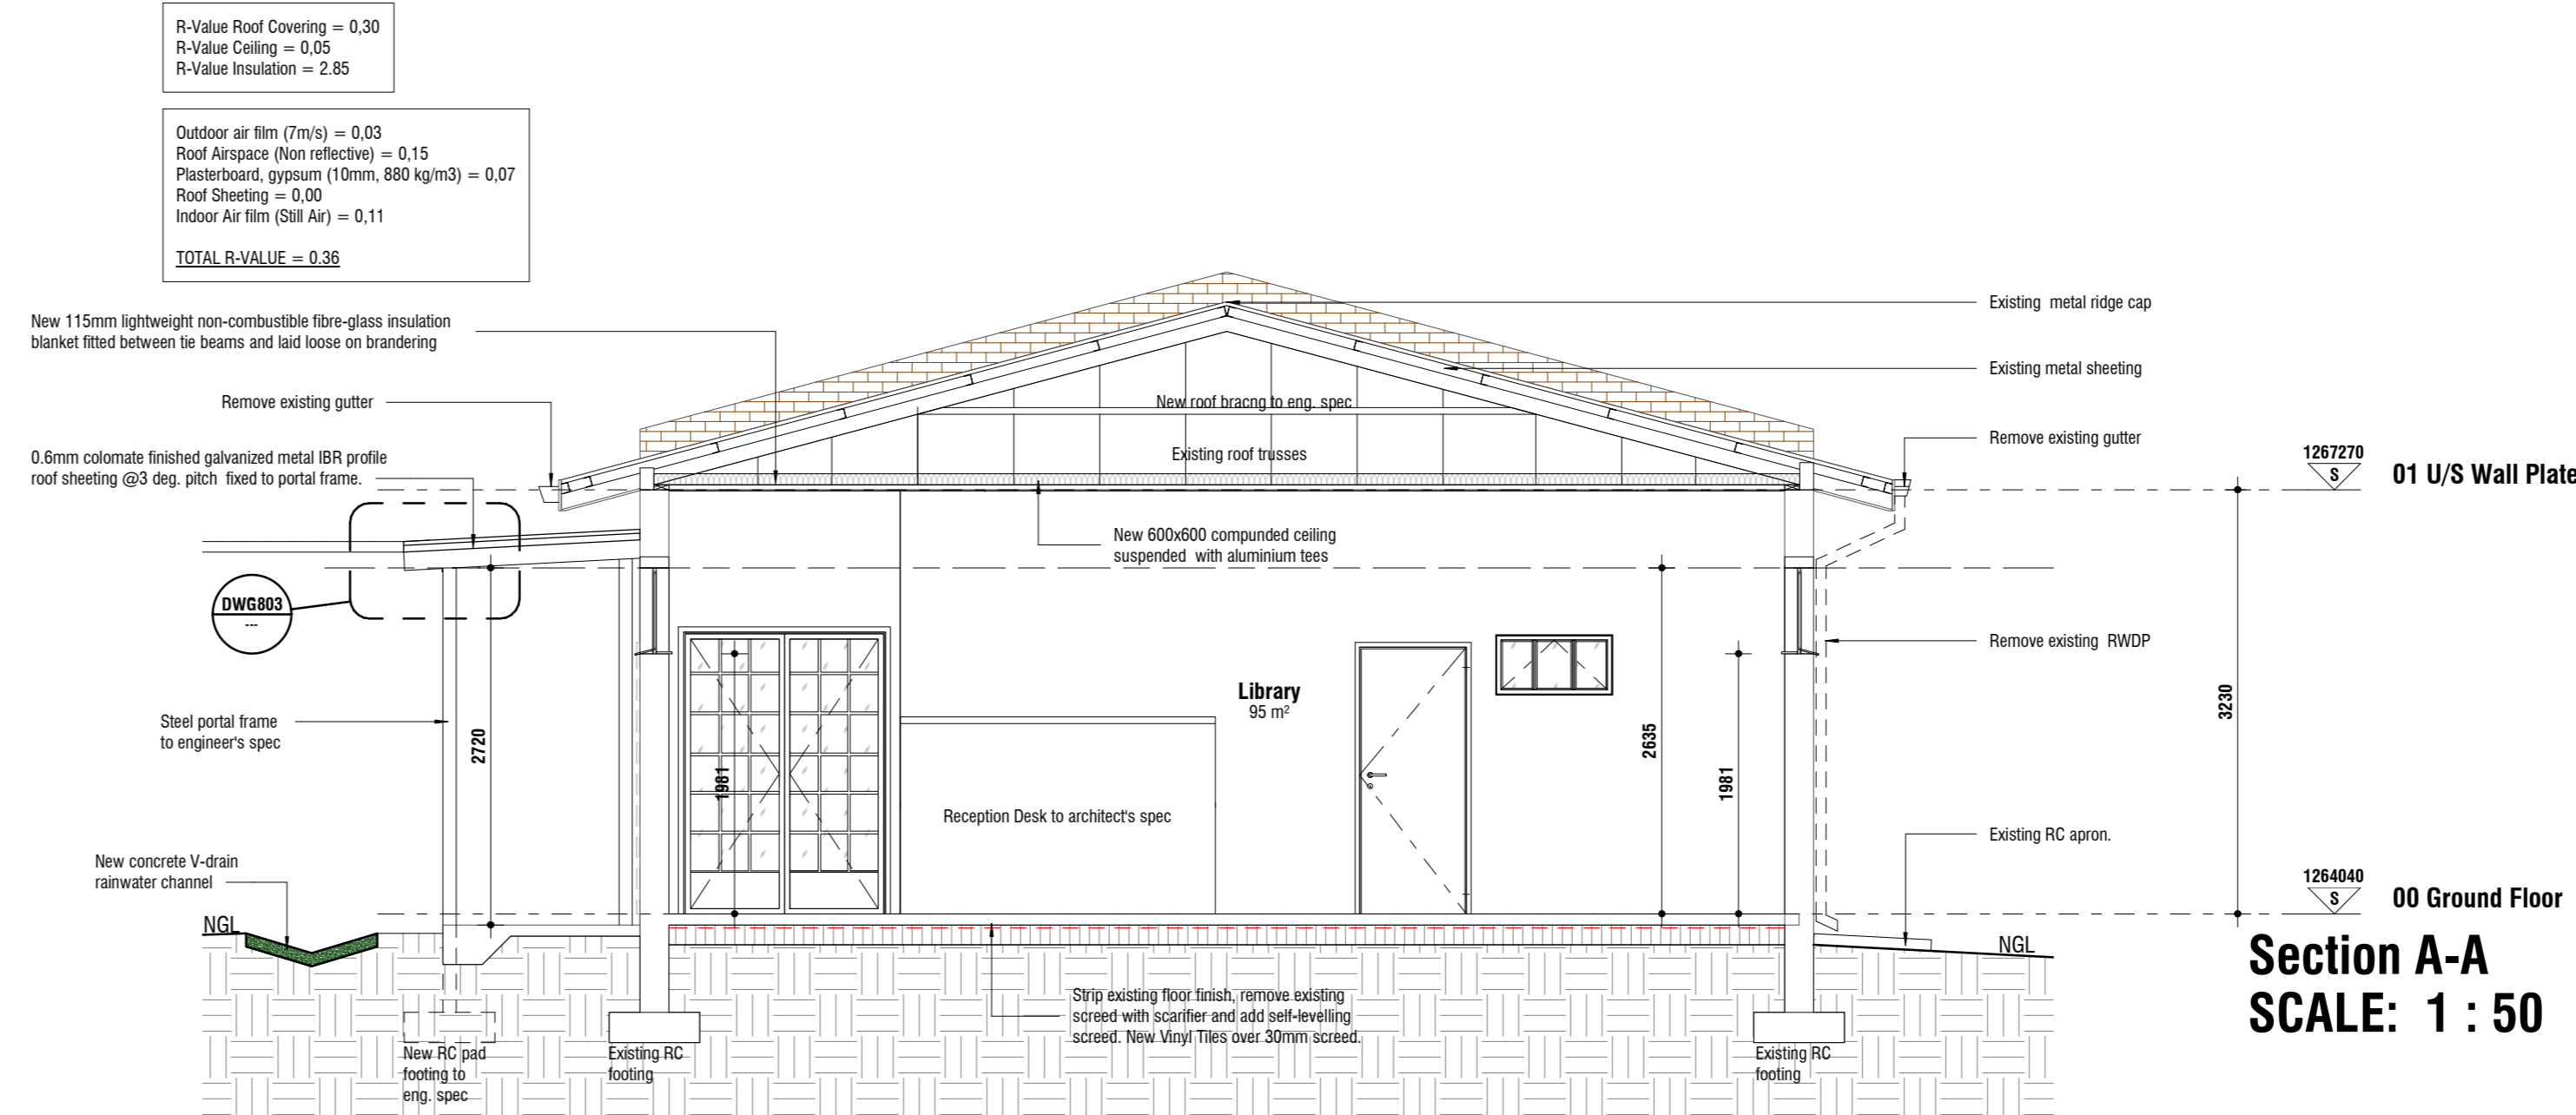 R-Value Roof Covering = 0,30
R-Value Ceiling = 0,05
R-Value Insulation = 2.85
Outdoor air film (7m/s) = 0,03
Roof Airspace (Non reflective) = 0,15
Plasterboard, gypsum (10mm, 880 kg/m3) = 0,07
Roof Sheeting = 0,00
Indoor Air film (Still Air) = 0,11
TOTAL R-VALUE = 0.36
New 115mm lightweight non-combustible fibre-glass insulation
blanket fitted between tie beams and laid loose on brandering
Remove existing gutter
0.6mm colomate finished galvanized metal IBR profile
roof sheeting @3 deg. pitch fixed to portal frame.
DWG803
---
Steel portal frame
to engineer's spec
New concrete V-drain
rainwater channel
NGL
New RC pad
footing to
eng. spec
Existing RC
footing
2720
1981
New roof bracng to eng. spec
Existing roof trusses
New 600x600 compunded ceiling
suspended with aluminium tees
Library
95 m²
Reception Desk to architect's spec
Strip existing floor finish, remove existing
screed with scarifier and add self-levelling
screed. New Vinyl Tiles over 30mm screed.
2635
1981
Existing metal ridge cap
Existing metal sheeting
Remove existing gutter
Remove existing RWDP
Existing RC apron.
NGL
Existing RC
footing
3230
1267270
S
01 U/S Wall Plate
1264040
S
00 Ground Floor
Section A-A
SCALE: 1 : 50